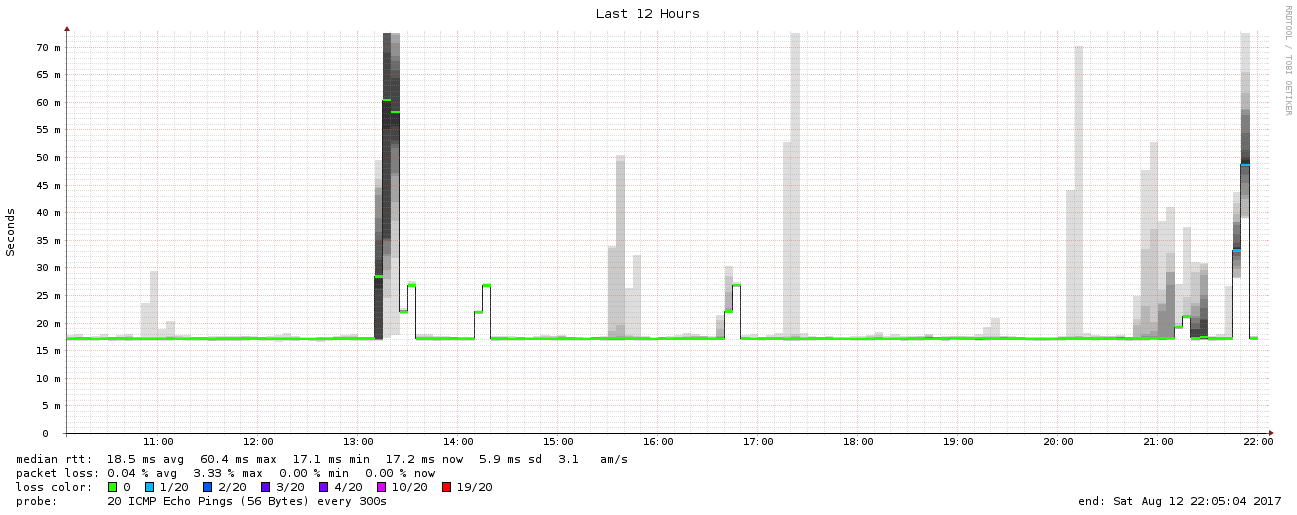 Last 12 Hours
RRDTOOL / TOBI OETIKER
Seconds
70 m
65 m
60 m
55 m
50 m
45 m
40 m
35 m
30 m
25 m
20 m
15 m
10 m
5 m
0
11:00 12:00 13:00 14:00 15:00 16:00 17:00 18:00 19:00 20:00 21:00 22:00
median rtt: 18.5 ms avg 60.4 ms max 17.1 ms min 17.2 ms now 5.9 ms sd 3.1 am/s
packet loss: 0.04 % avg 3.33 % max 0.00 % min 0.00 % now
loss color: 0 1/20 2/20 3/20 4/20 10/20 19/20
probe: 20 ICMP Echo Pings (56 Bytes) every 300s end: Sat Aug 12 22:05:04 2017